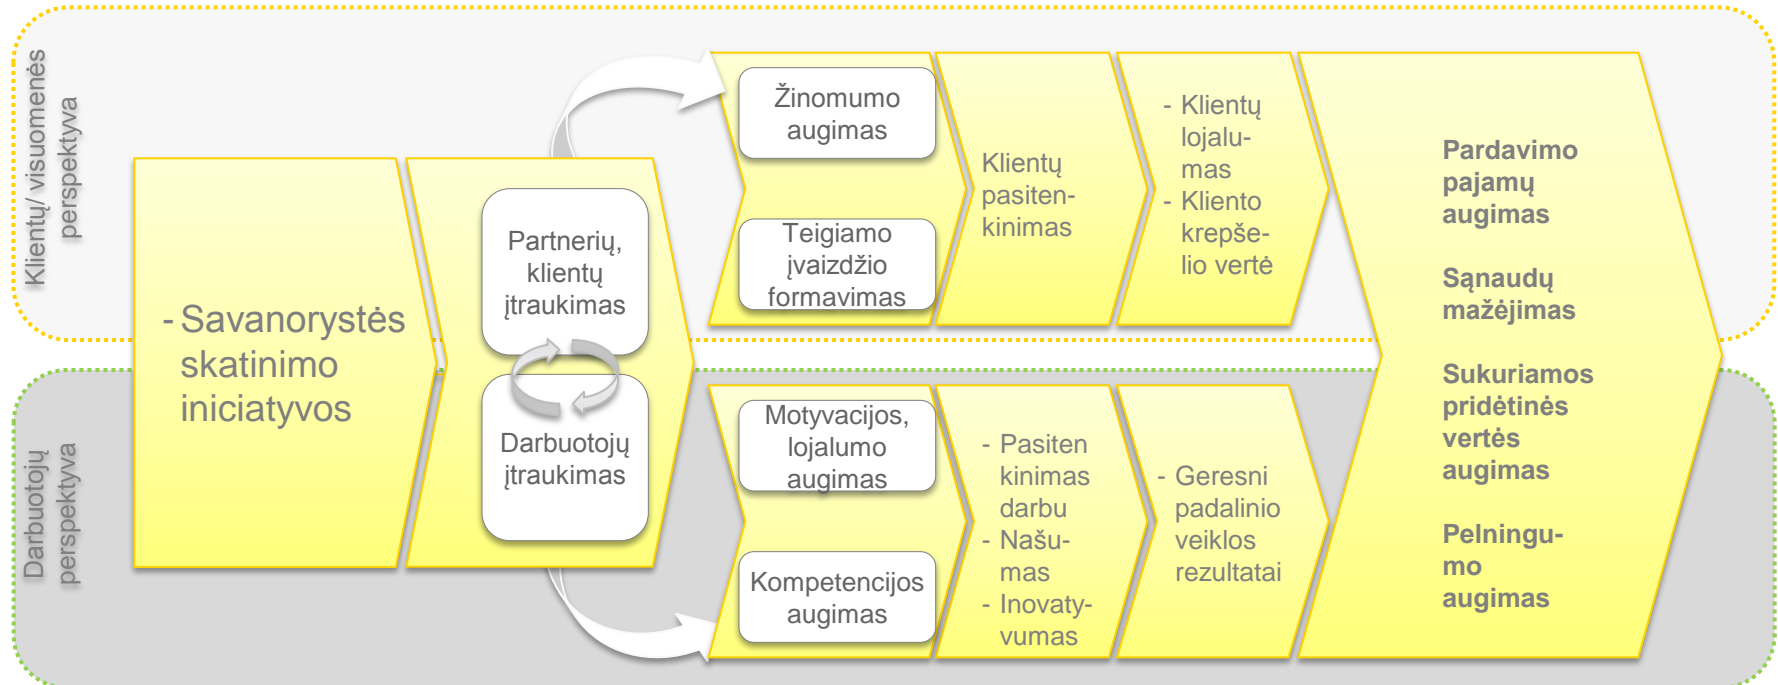 Klientų/ visuomenės
perspektyva
Darbuotojų
perspektyva
- Savanorystės
skatinimo
iniciatyvos
Partnerių,
klientų
įtraukimas
Darbuotojų
įtraukimas
Žinomumo
augimas
Teigiamo
įvaizdžio
formavimas
Klientų
pasiten-
kinimas
- Klientų
lojalu-
mas
- Kliento
krepše-
lio vertė
Motyvacijos,
lojalumo
augimas
Kompetencijos
augimas
- Pasiten
kinimas
darbu
- Našu-
mas
- Inovaty-
vumas
- Geresni
padalinio
veiklos
rezultatai
Pardavimo
pajamų
augimas
Sąnaudų
mažėjimas
Sukuriamos
pridėtinės
vertės
augimas
Pelningu-
mo
augimas